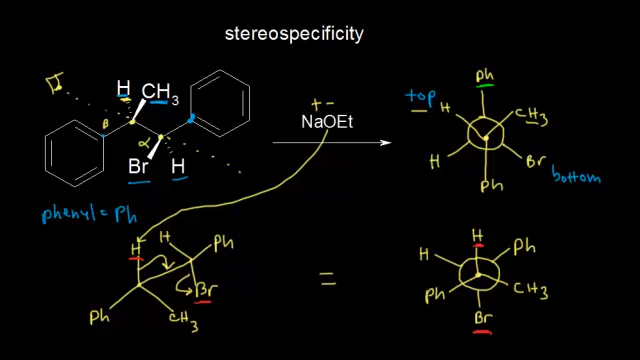 stereospecificity
H
CH₃
β
α
Br
H
phenyl = Ph
+ -
NaOEt
top
Ph
H
CH₃
H
Br
Ph
bottom
H
H
Ph
Br
Ph
CH₃
=
H
H
Ph
Ph
CH₃
Br